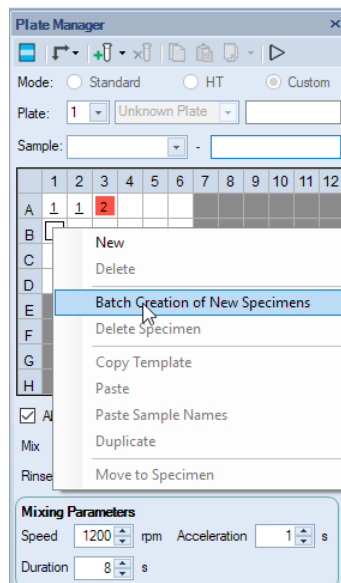 Plate Manager
Mode: Standard HT Custom
Plate: 1 Unknown Plate
Sample: -
1 2 3 4 5 6 7 8 9 10 11 12
A 1 1 2
B
New
C
Delete
D
E Batch Creation of New Specimens
F Delete Specimen
G Copy Template
H Paste
Paste Sample Names
Mix Duplicate
Rinse Move to Specimen
Mixing Parameters
Speed 1200 rpm Acceleration 1 s
Duration 8 s